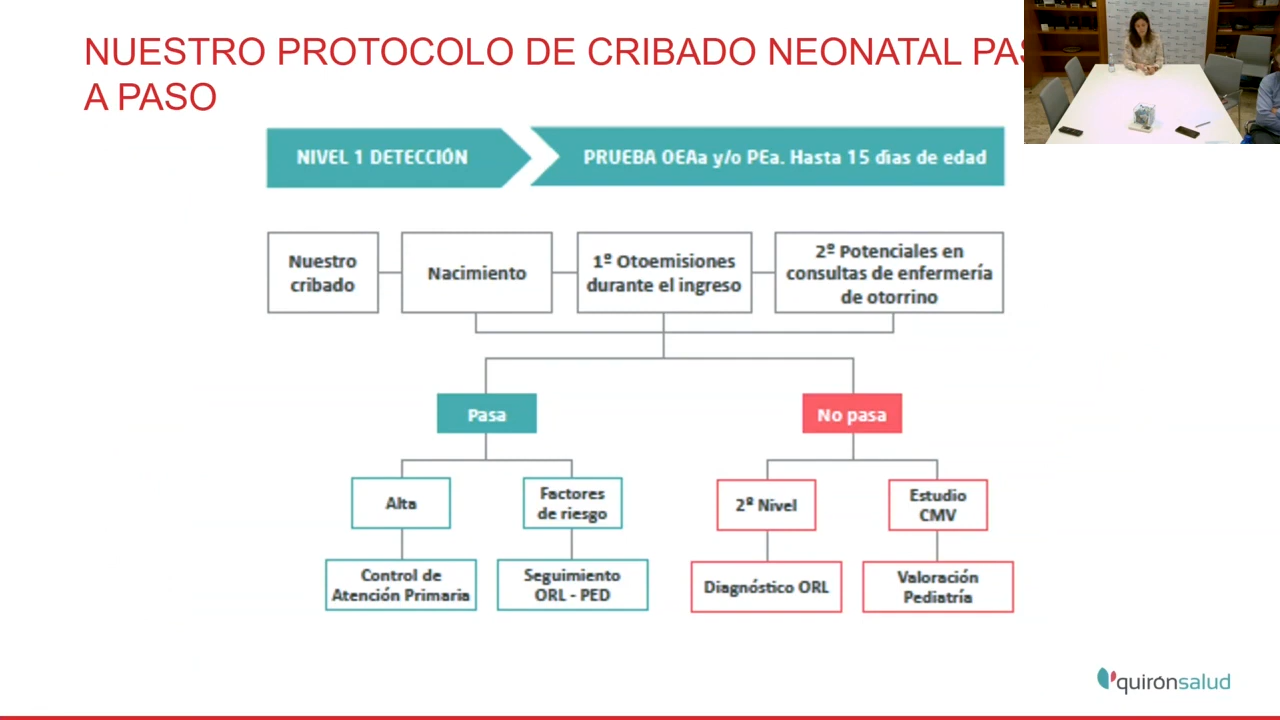 NUESTRO PROTOCOLO DE CRIBADO NEONATAL
A PASO
NIVEL 1 DETECCIÓN
PRUEBA OEAa y/o PEa. Hasta 15 días de edad
Nuestro
cribado
Nacimiento
1º Otoemisiones
durante el ingreso
2º Potenciales en
consultas de enfermería
de otorrino
Pasa
No pasa
Alta
Factores
de riesgo
2º Nivel
Estudio
CMV
Control de
Atención Primaria
Seguimiento
ORL - PED
Diagnóstico ORL
Valoración
Pediatría
quirónsalud